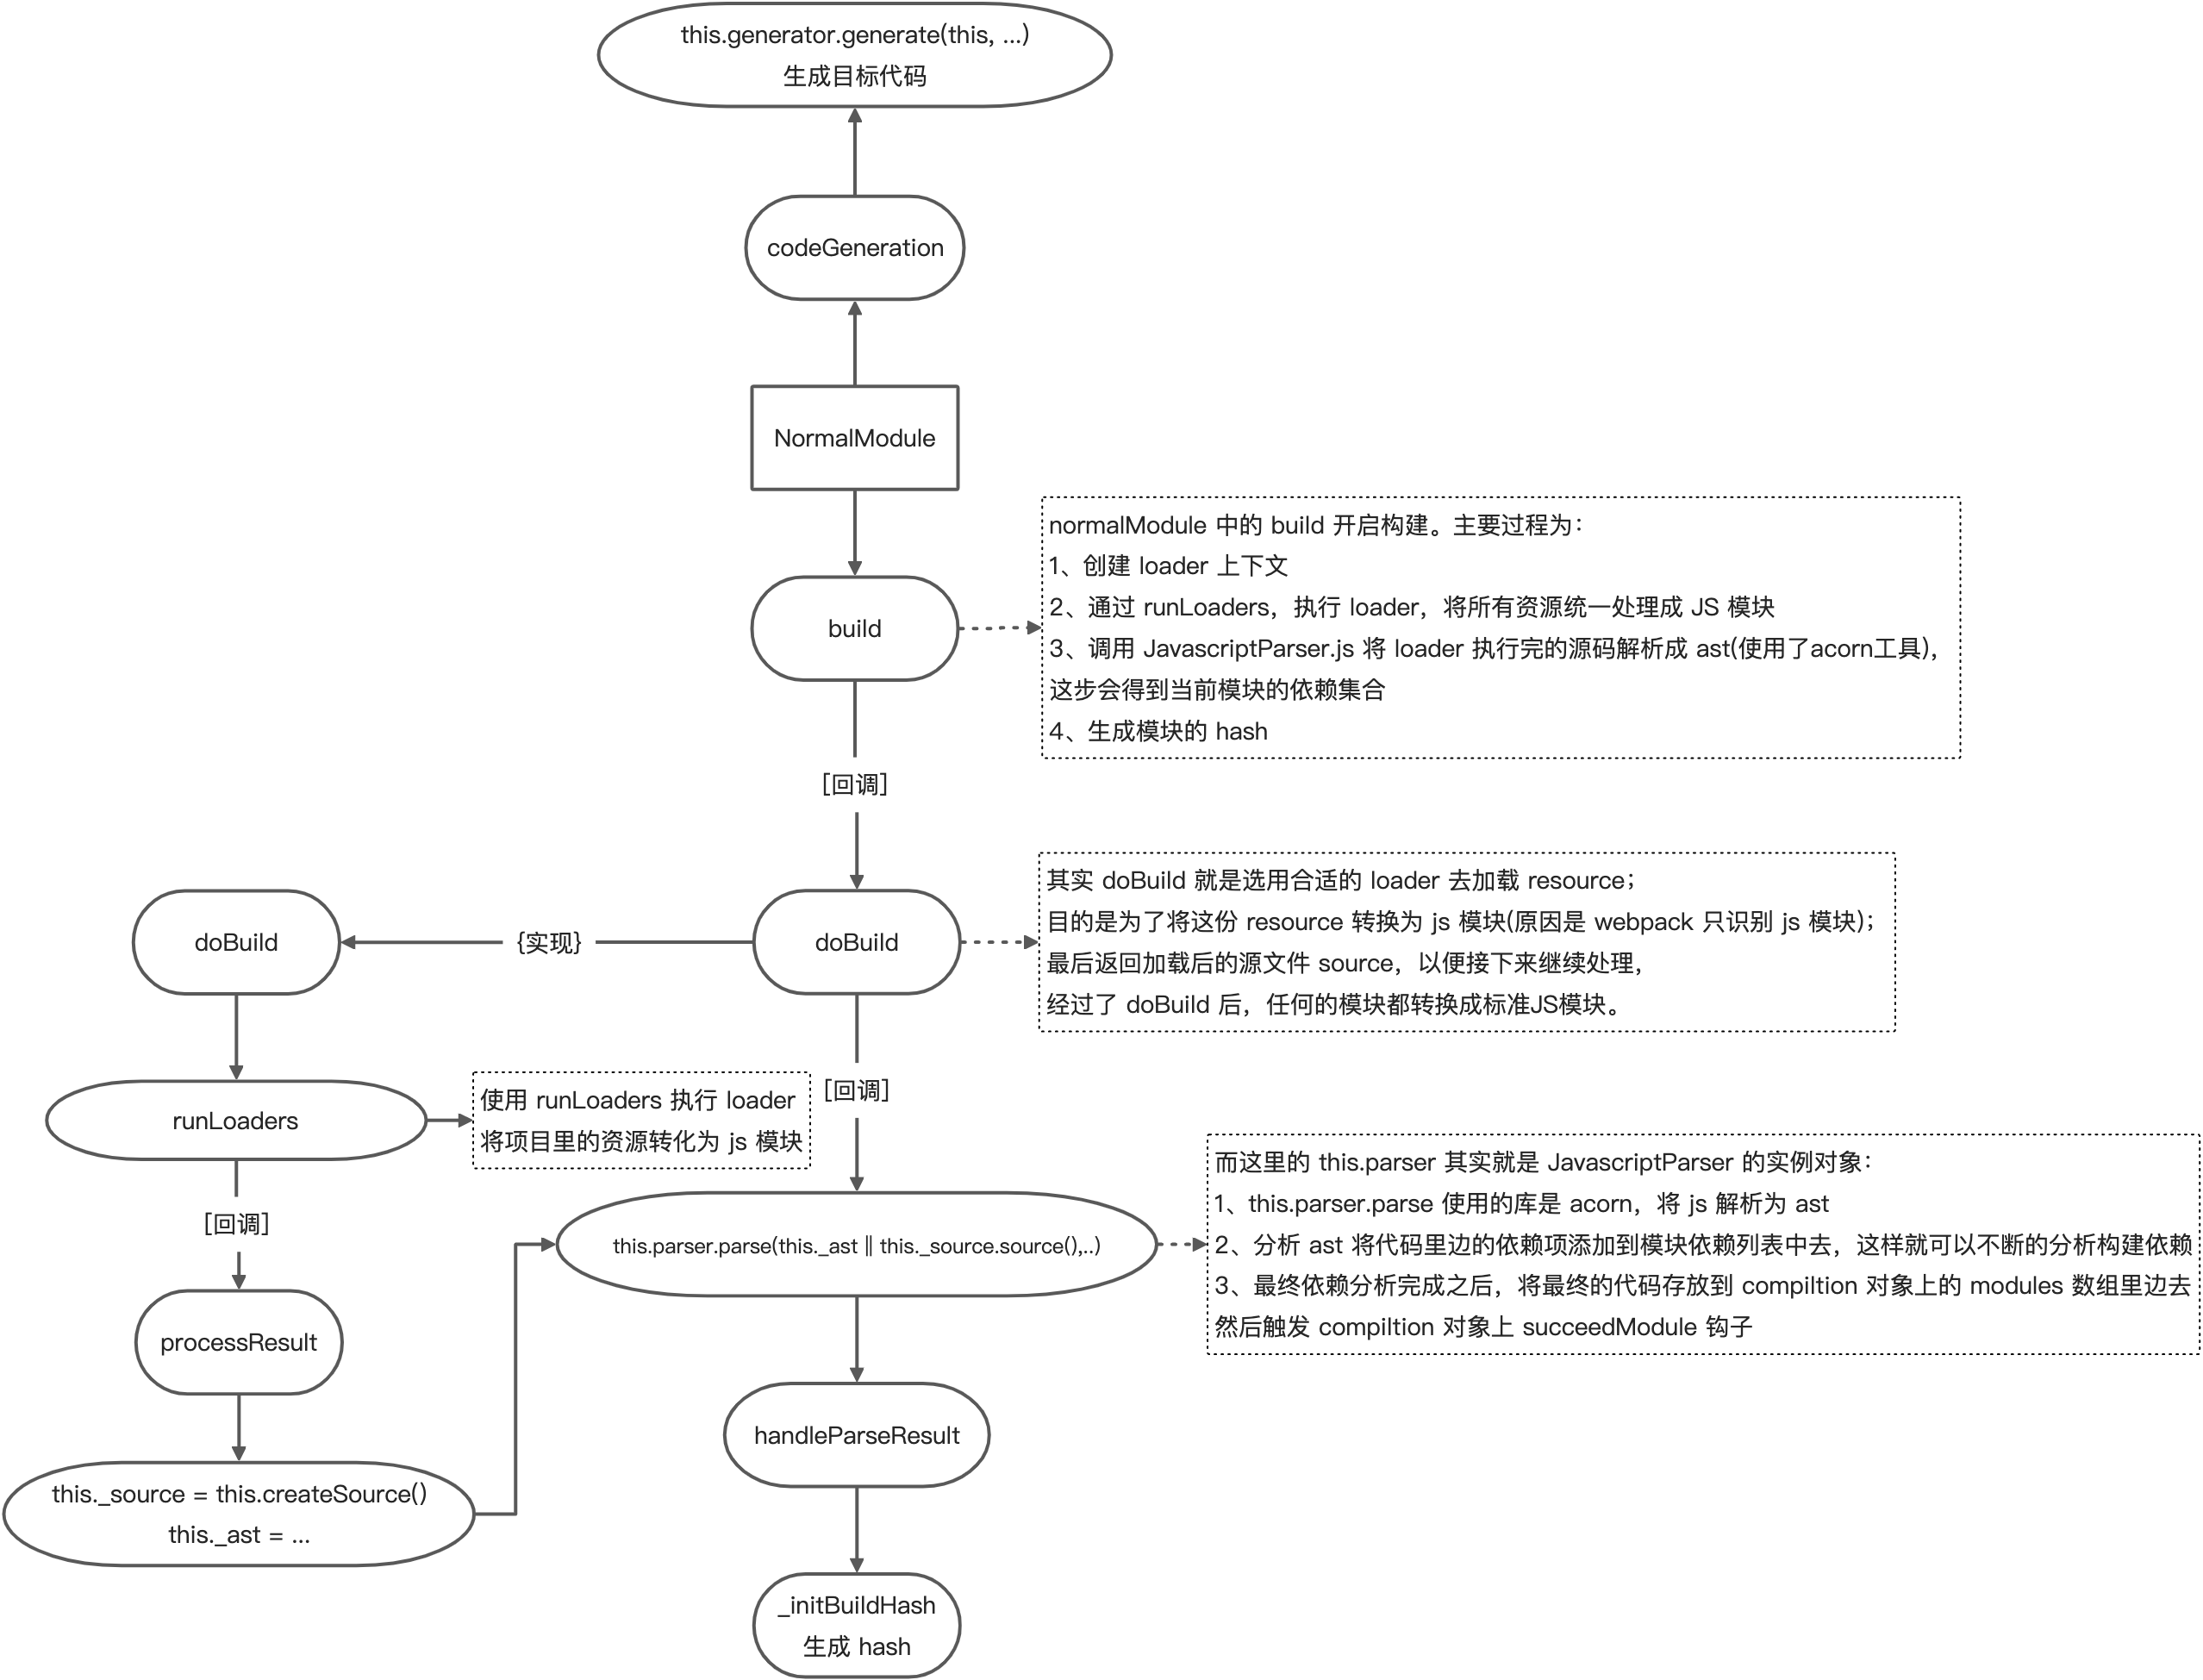 this.generator.generate(this, ...)
生成目标代码
codeGeneration
NormalModule
normalModule 中的 build 开启构建。主要过程为：
1、创建 loader 上下文
2、通过 runLoaders，执行 loader，将所有资源统一处理成 JS 模块
3、调用 JavascriptParser.js 将 loader 执行完的源码解析成 ast(使用了acorn工具)，
这步会得到当前模块的依赖集合
4、生成模块的 hash
build
[回调]
doBuild
{实现}
doBuild
其实 doBuild 就是选用合适的 loader 去加载 resource；
目的是为了将这份 resource 转换为 js 模块(原因是 webpack 只识别 js 模块)；
最后返回加载后的源文件 source，以便接下来继续处理，
经过了 doBuild 后，任何的模块都转换成标准JS模块。
runLoaders
使用 runLoaders 执行 loader
将项目里的资源转化为 js 模块
[回调]
[回调]
this.parser.parse(this._ast || this._source.source(),..)
而这里的 this.parser 其实就是 JavascriptParser 的实例对象：
1、this.parser.parse 使用的库是 acorn，将 js 解析为 ast
2、分析 ast 将代码里边的依赖项添加到模块依赖列表中去，这样就可以不断的分析构建依赖
3、最终依赖分析完成之后，将最终的代码存放到 compiltion 对象上的 modules 数组里边去
然后触发 compiltion 对象上 succeedModule 钩子
processResult
handleParseResult
this._source = this.createSource()
this._ast = ...
_initBuildHash
生成 hash